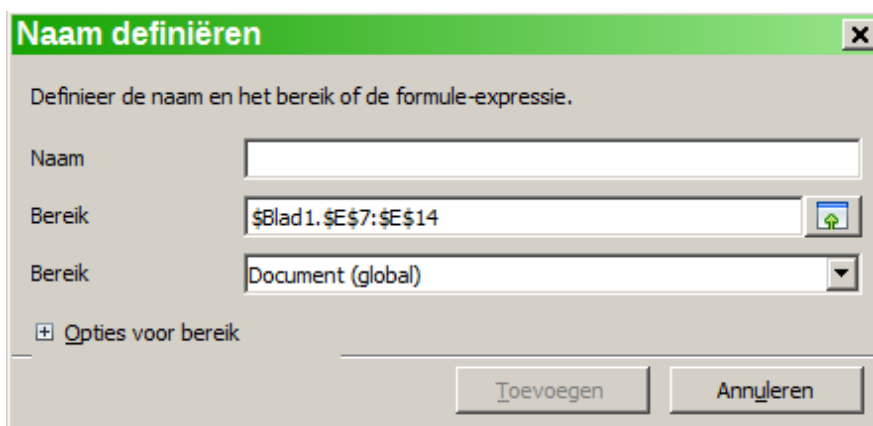 Naam definiëren
Definieer de naam en het bereik of de formule-expressie.
Naam
Bereik $Blad1.$E$7:$E$14
Bereik Document (global)
Opties voor bereik
Toevoegen Annuleren